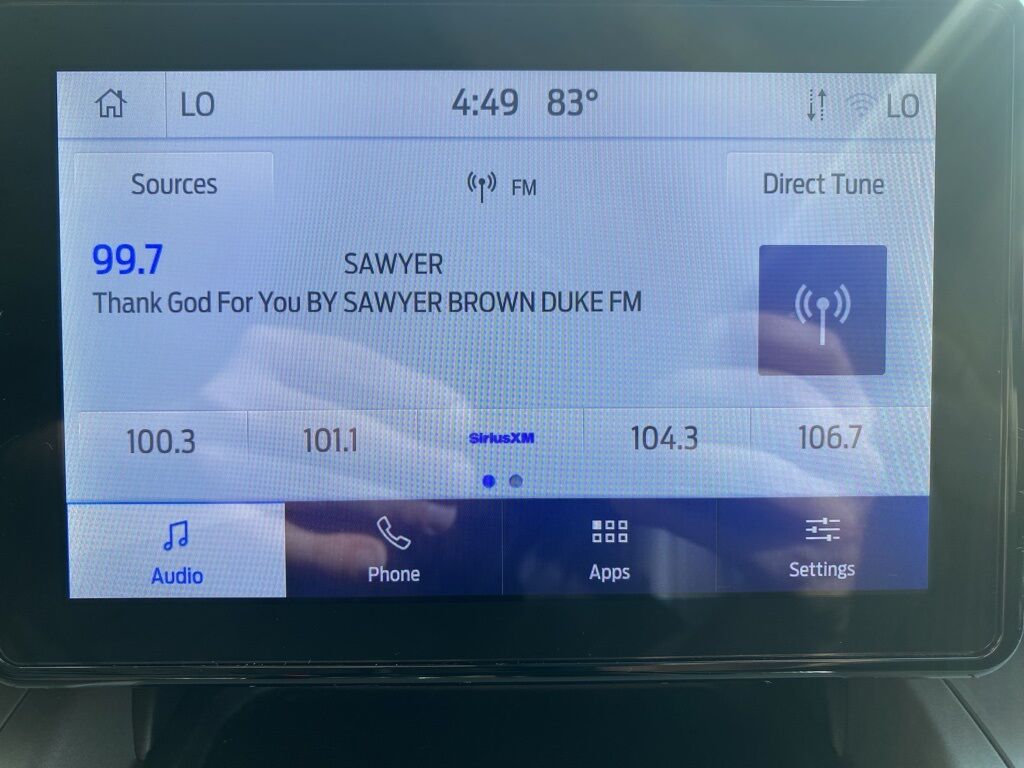 LO 4:49 83° LO
Sources FM Direct Tune
99.7 SAWYER
Thank God For You BY SAWYER BROWN DUKE FM
100.3 101.1 SiriusXM 104.3 106.7
Audio Phone Apps Settings